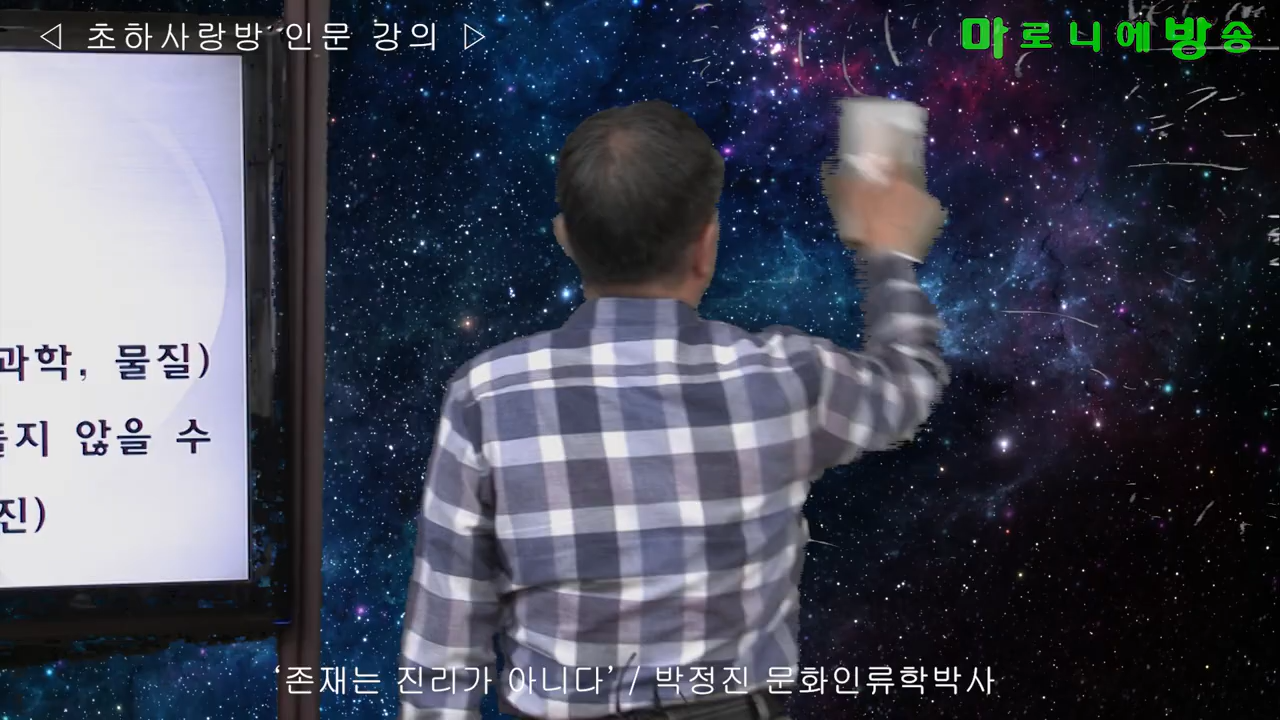 ◁ 초하사랑방 인문 강의 ▷
마로니에방송
과학, 물질)
지 않을 수
진)
‘존재는 진리가 아니다’ / 박정진 문화인류학박사